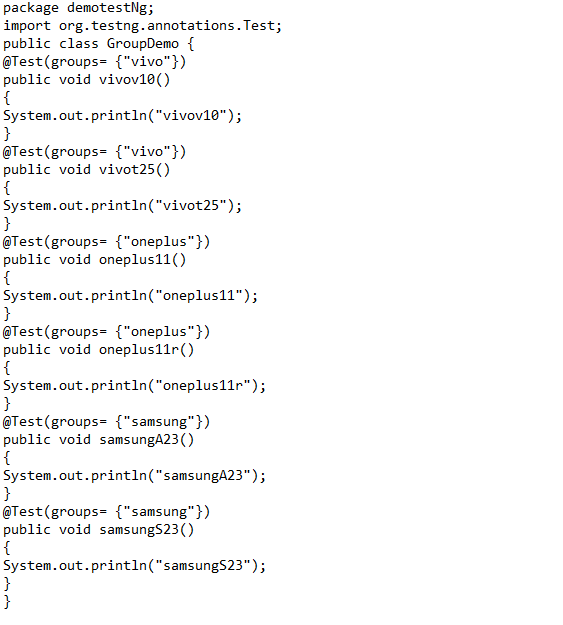 package demotestNg;
import org.testng.annotations.Test;
public class GroupDemo {
@Test(groups= {"vivo"})
public void vivov10()
{
System.out.println("vivov10");
}
@Test(groups= {"vivo"})
public void vivot25()
{
System.out.println("vivot25");
}
@Test(groups= {"oneplus"})
public void oneplus11()
{
System.out.println("oneplus11");
}
@Test(groups= {"oneplus"})
public void oneplus11r()
{
System.out.println("oneplus11r");
}
@Test(groups= {"samsung"})
public void samsungA23()
{
System.out.println("samsungA23");
}
@Test(groups= {"samsung"})
public void samsungS23()
{
System.out.println("samsungS23");
}
}